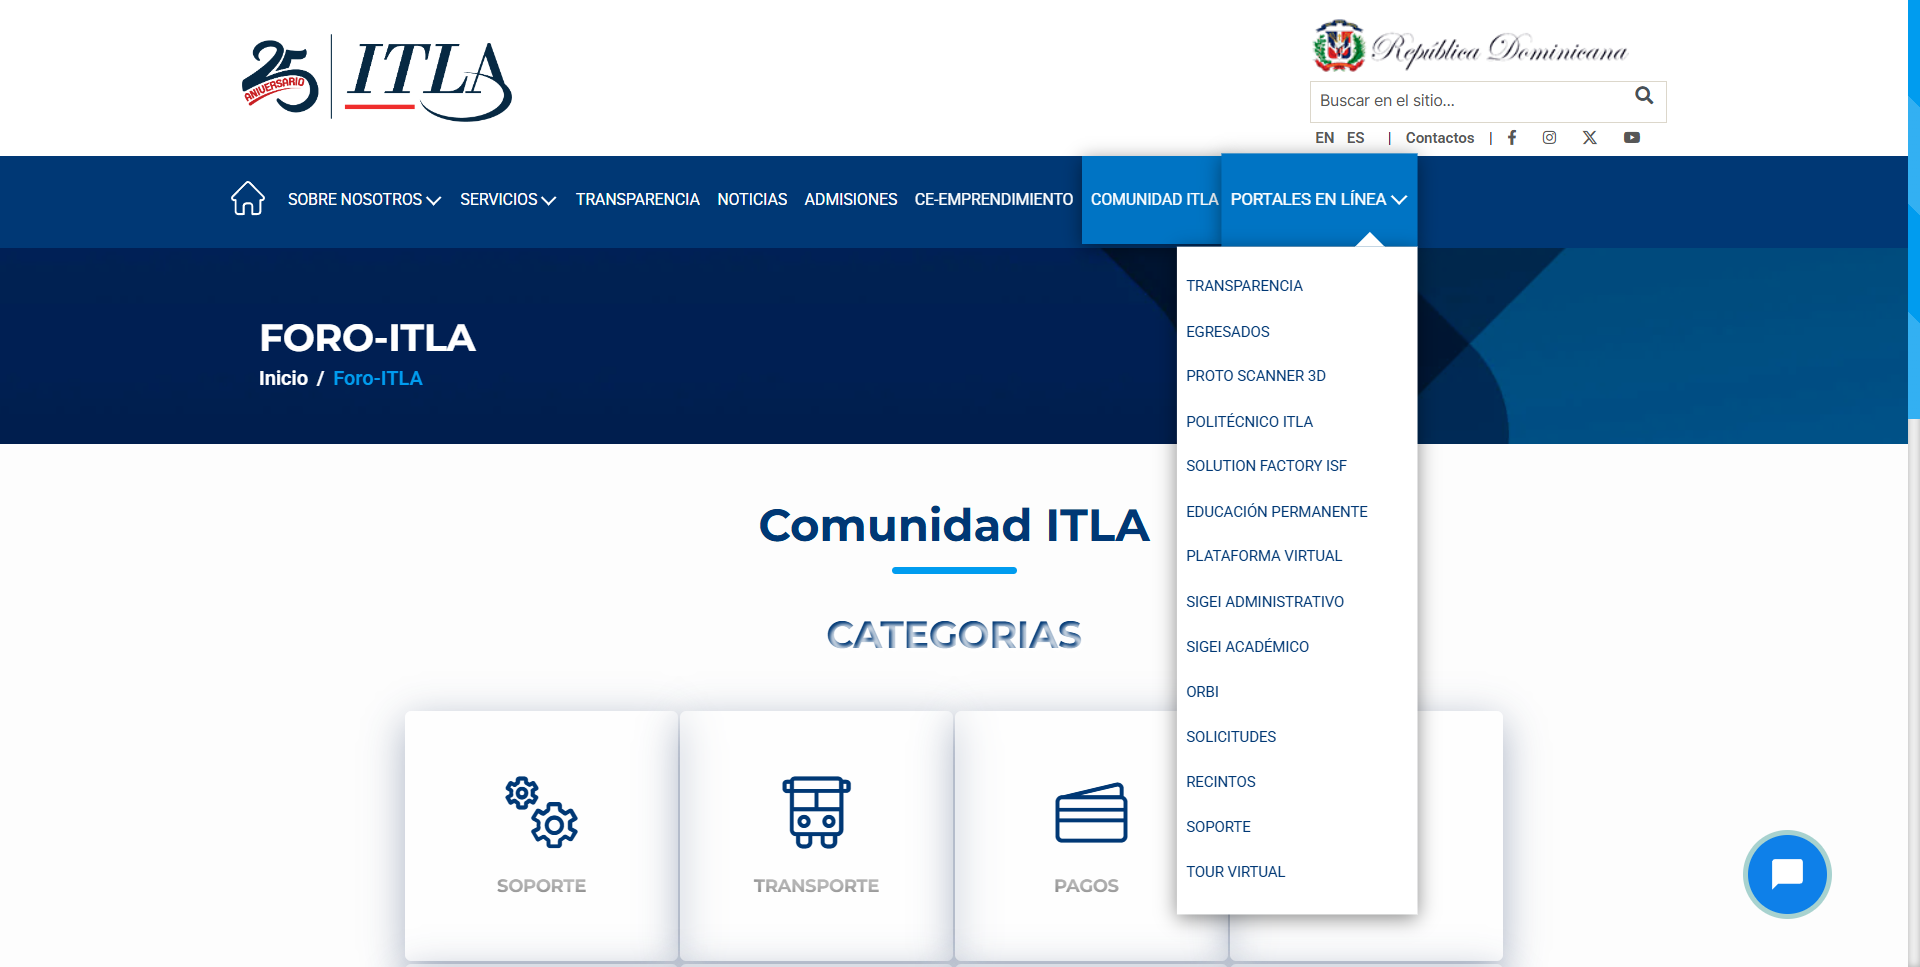 25 ANIVERSARIO
ITLA
República Dominicana
Buscar en el sitio...
EN ES | Contactos |
SOBRE NOSOTROS SERVICIOS TRANSPARENCIA NOTICIAS ADMISIONES CE-EMPRENDIMIENTO COMUNIDAD ITLA PORTALES EN LÍNEA
FORO-ITLA
Inicio / Foro-ITLA
TRANSPARENCIA
EGRESADOS
PROTO SCANNER 3D
POLITÉCNICO ITLA
SOLUTION FACTORY ISF
EDUCACIÓN PERMANENTE
PLATAFORMA VIRTUAL
SIGEI ADMINISTRATIVO
SIGEI ACADÉMICO
ORBI
SOLICITUDES
RECINTOS
SOPORTE
TOUR VIRTUAL
Comunidad ITLA
CATEGORIAS
SOPORTE
TRANSPORTE
PAGOS